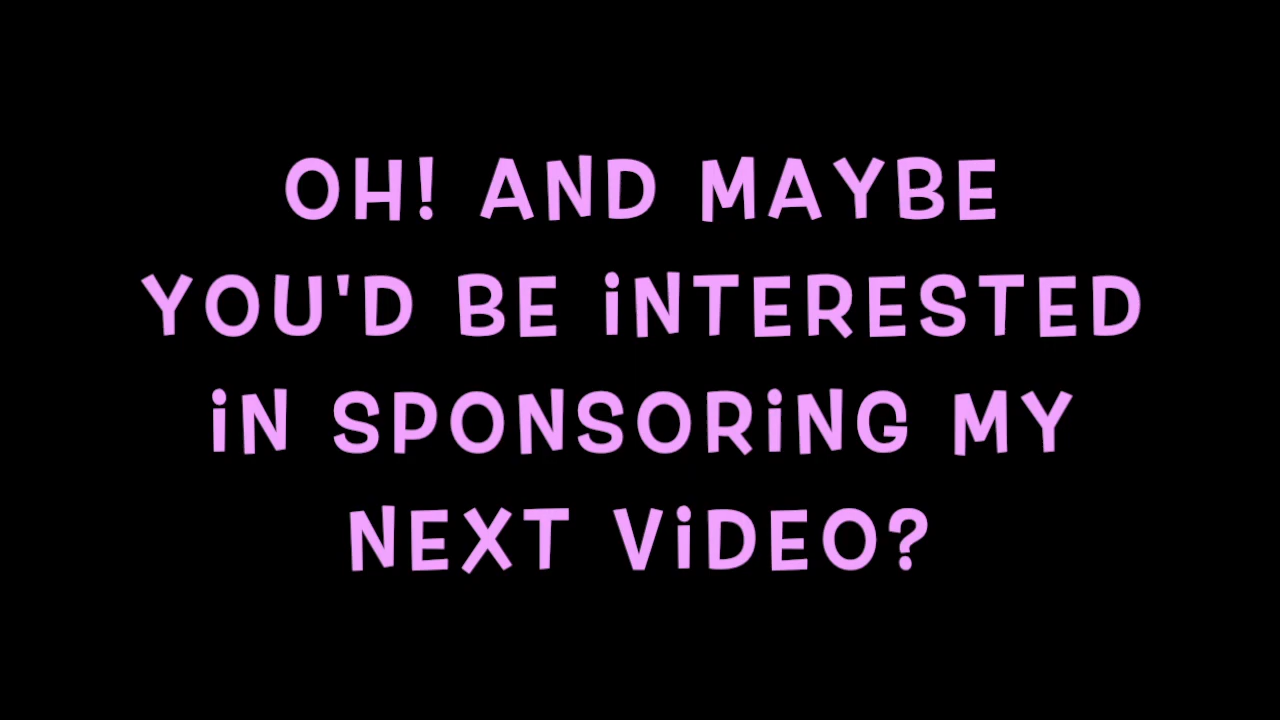 OH! AND MAYBE
YOU'D BE iNTERESTED
iN SPONSORiNG MY
NEXT ViDEO?